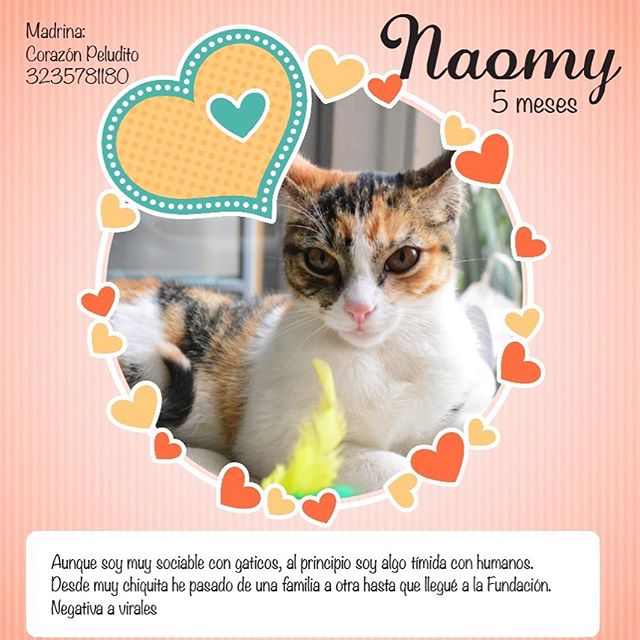 Madrina:
Corazón Peludito
3235781180
Naomy
5 meses
Aunque soy muy sociable con gaticos, al principio soy algo tímida con humanos.
Desde muy chiquita he pasado de una familia a otra hasta que llegué a la Fundación.
Negativa a virales